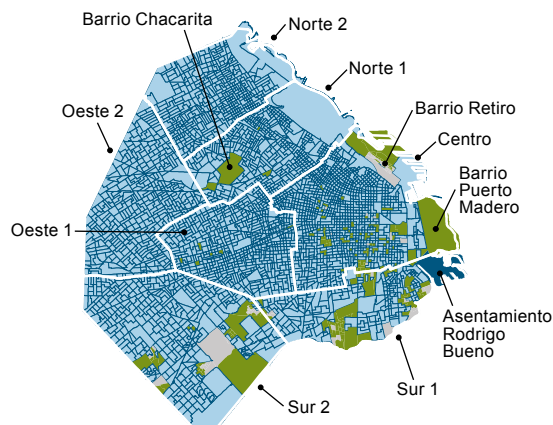 Barrio Chacarita
Norte 2
Norte 1
Oeste 2
Barrio Retiro
Centro
Barrio
Puerto
Madero
Oeste 1
Asentamiento
Rodrigo
Bueno
Sur 1
Sur 2